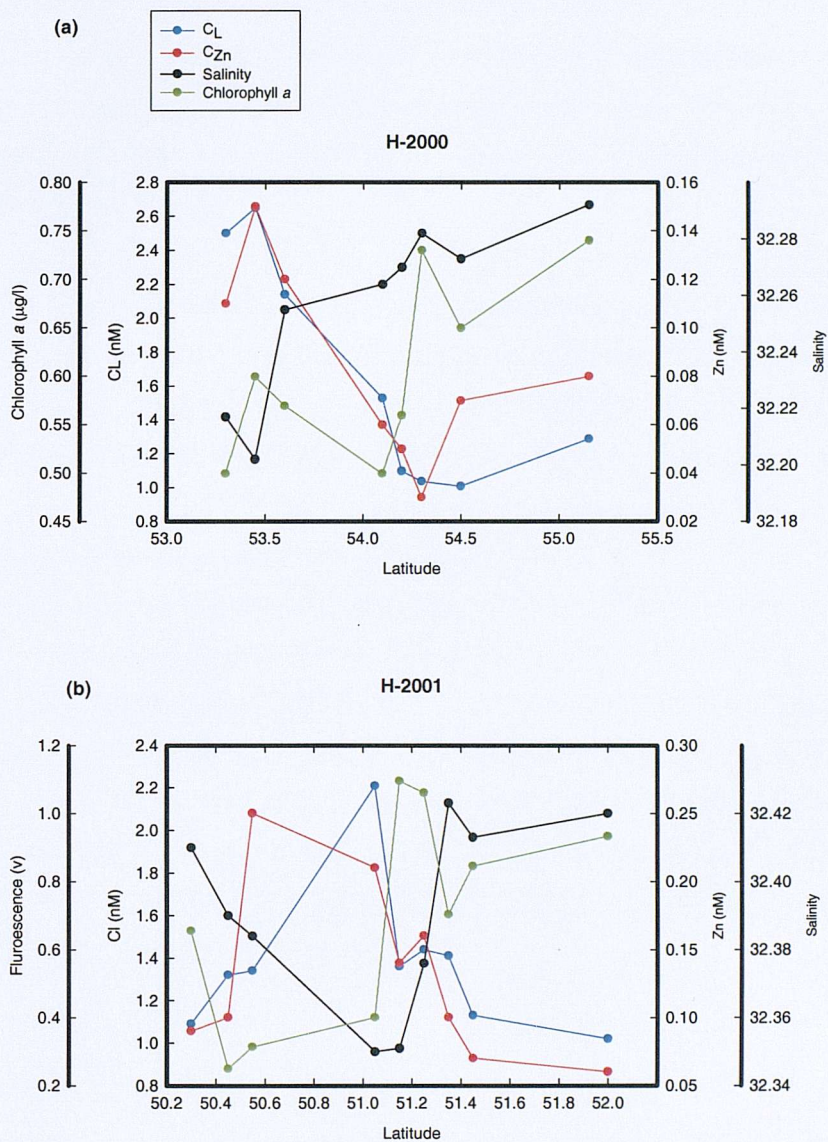 (a)
C_L
C_Zn
Salinity
Chlorophyll a
H-2000
0.80
0.75
0.70
0.65
0.60
0.55
0.50
0.45
Chlorophyll a (µg/l)
2.8
2.6
2.4
2.2
2.0
1.8
1.6
1.4
1.2
1.0
0.8
CL (nM)
0.16
0.14
0.12
0.10
0.08
0.06
0.04
0.02
Zn (nM)
32.28
32.26
32.24
32.22
32.20
32.18
Salinity
53.0 53.5 54.0 54.5 55.0 55.5
Latitude
(b)
H-2001
1.2
1.0
0.8
0.6
0.4
0.2
Fluroescence (v)
2.4
2.2
2.0
1.8
1.6
1.4
1.2
1.0
0.8
Cl (nM)
0.30
0.25
0.20
0.15
0.10
0.05
Zn (nM)
32.42
32.40
32.38
32.36
32.34
Salinity
50.2 50.4 50.6 50.8 51.0 51.2 51.4 51.6 51.8 52.0
Latitude